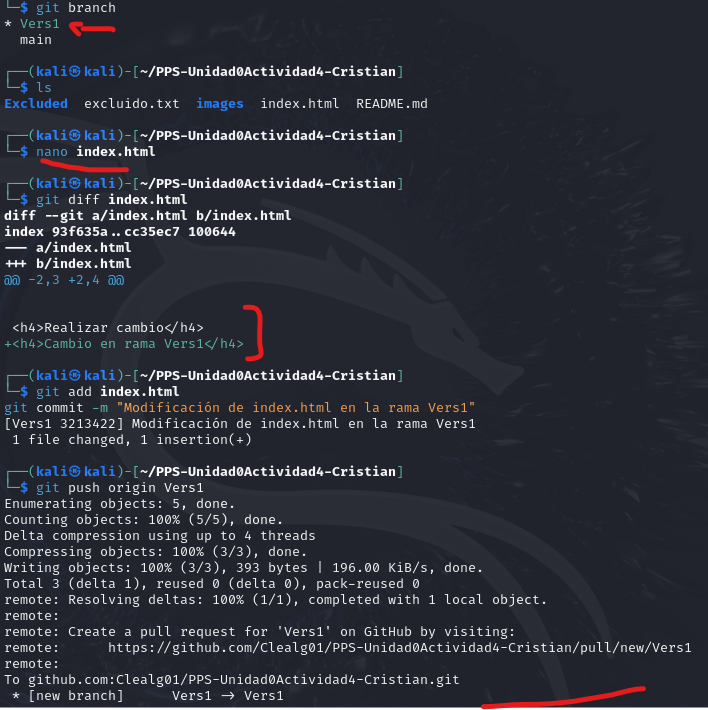 └─$ git branch
* Vers1
  main
┌──(kali㉿kali)-[~/PPS-Unidad0Actividad4-Cristian]
└─$ ls
Excluded  excluido.txt  images  index.html  README.md
┌──(kali㉿kali)-[~/PPS-Unidad0Actividad4-Cristian]
└─$ nano index.html
┌──(kali㉿kali)-[~/PPS-Unidad0Actividad4-Cristian]
└─$ git diff index.html
diff --git a/index.html b/index.html
index 93f635a..cc35ec7 100644
--- a/index.html
+++ b/index.html
@@ -2,3 +2,4 @@
 <h4>Realizar cambio</h4>
+<h4>Cambio en rama Vers1</h4>
┌──(kali㉿kali)-[~/PPS-Unidad0Actividad4-Cristian]
└─$ git add index.html
git commit -m "Modificación de index.html en la rama Vers1"
[Vers1 3213422] Modificación de index.html en la rama Vers1
 1 file changed, 1 insertion(+)
┌──(kali㉿kali)-[~/PPS-Unidad0Actividad4-Cristian]
└─$ git push origin Vers1
Enumerating objects: 5, done.
Counting objects: 100% (5/5), done.
Delta compression using up to 4 threads
Compressing objects: 100% (3/3), done.
Writing objects: 100% (3/3), 393 bytes | 196.00 KiB/s, done.
Total 3 (delta 1), reused 0 (delta 0), pack-reused 0
remote: Resolving deltas: 100% (1/1), completed with 1 local object.
remote:
remote: Create a pull request for 'Vers1' on GitHub by visiting:
remote:      https://github.com/Clealg01/PPS-Unidad0Actividad4-Cristian/pull/new/Vers1
remote:
To github.com:Clealg01/PPS-Unidad0Actividad4-Cristian.git
 * [new branch]      Vers1 -> Vers1